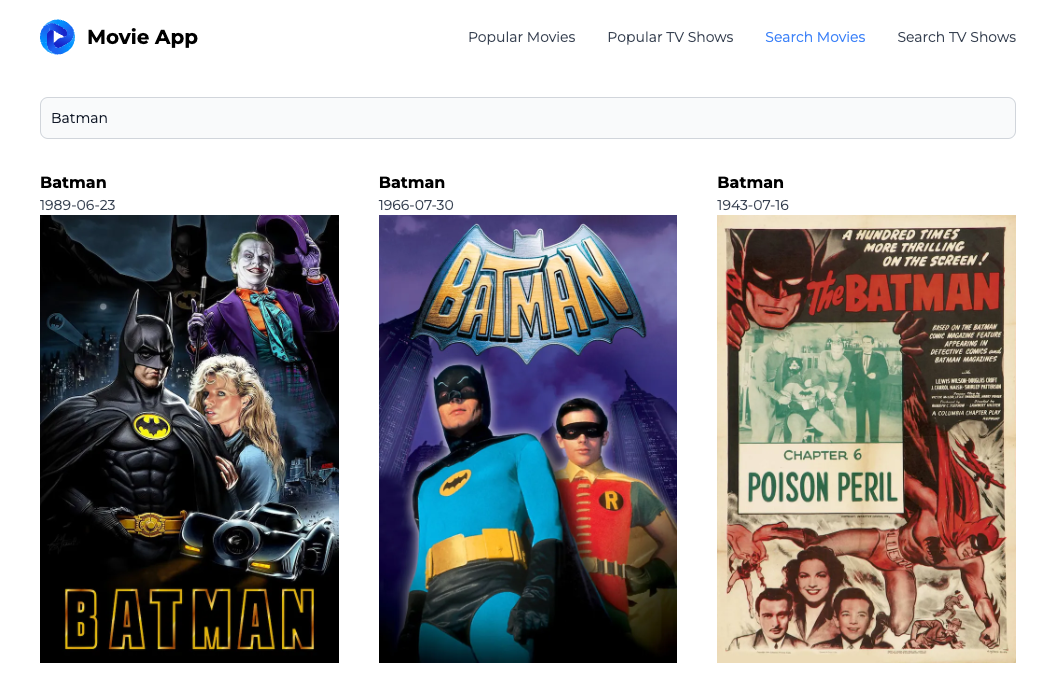 Movie App
Popular Movies
Popular TV Shows
Search Movies
Search TV Shows
Batman
Batman
1989-06-23
BATMAN
Batman
1966-07-30
BATMAN
R
Batman
1943-07-16
A HUNDRED TIMES
MORE THRILLING
ON THE SCREEN!
The BATMAN
BASED ON THE BATMAN
COMIC MAGAZINE FEATURE
APPEARING IN
DETECTIVE COMICS and
BATMAN MAGAZINES
LEWIS WILSON · DOUGLAS CROFT
J. CARROL NAISH · SHIRLEY PATTERSON
A COLUMBIA CHAPTER PLAY
CHAPTER 6
POISON PERIL